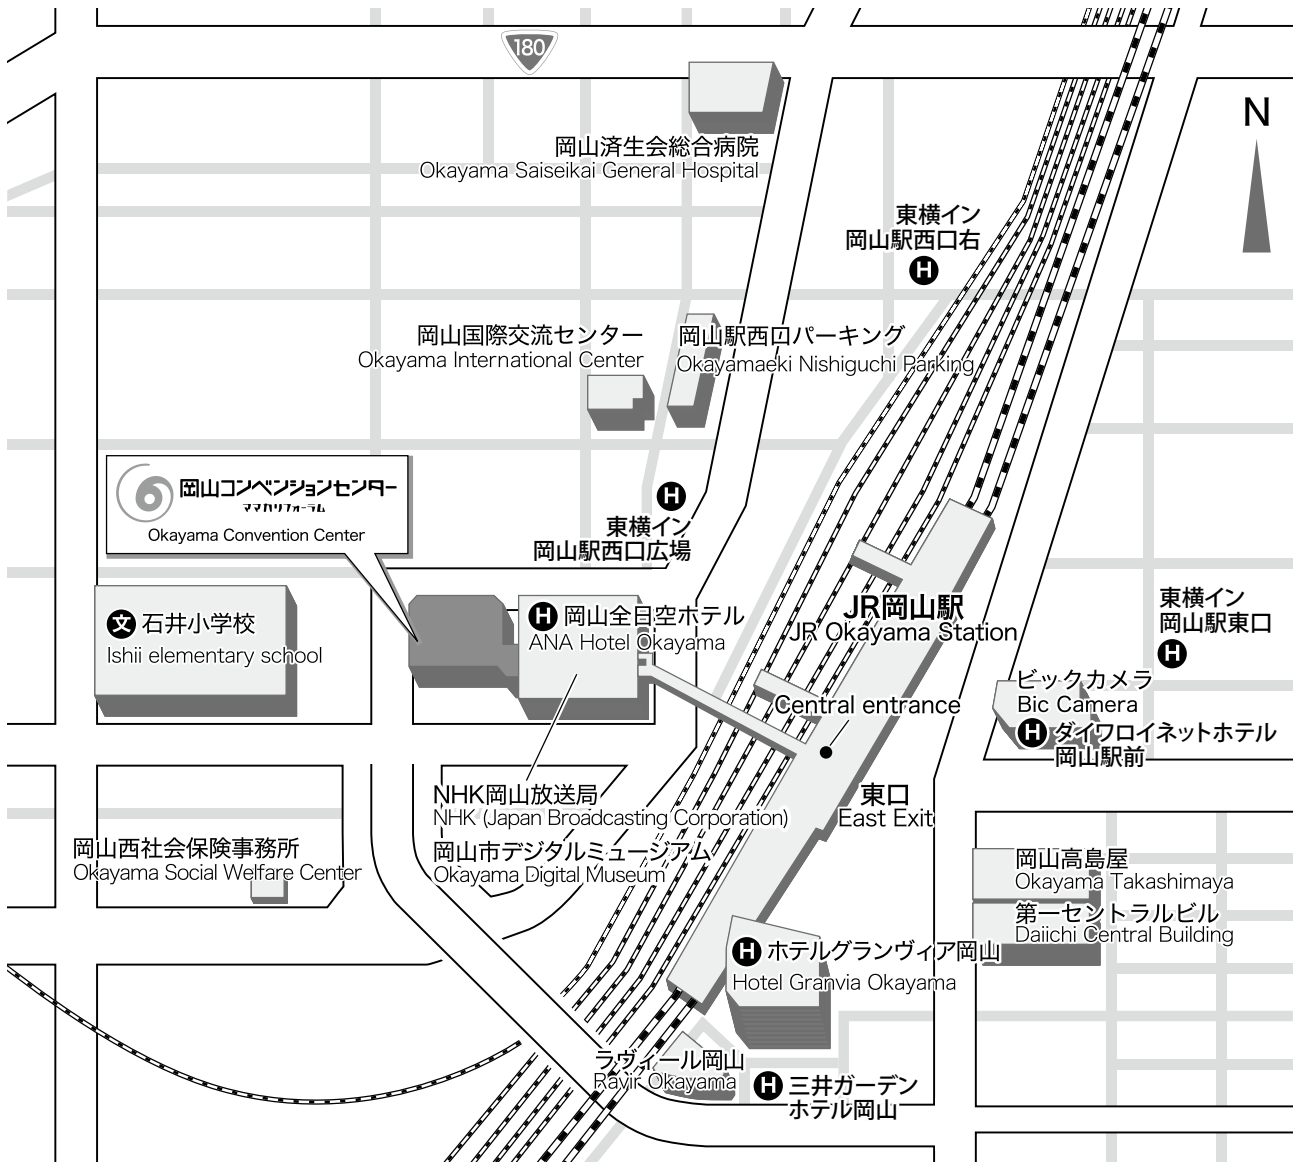 180
N
岡山済生会総合病院
Okayama Saiseikai General Hospital
東横イン
岡山駅西口右
H
岡山国際交流センター
Okayama International Center
岡山駅西口パーキング
Okayamaeki Nishiguchi Parking
岡山コンベンションセンター
ママカリフォーラム
Okayama Convention Center
H
東横イン
岡山駅西口広場
文 石井小学校
Ishii elementary school
H 岡山全日空ホテル
ANA Hotel Okayama
JR岡山駅
JR Okayama Station
東横イン
岡山駅東口
H
ビックカメラ
Bic Camera
H ダイワロイネットホテル
岡山駅前
Central entrance
東口
East Exit
NHK岡山放送局
NHK (Japan Broadcasting Corporation)
岡山市デジタルミュージアム
Okayama Digital Museum
岡山西社会保険事務所
Okayama Social Welfare Center
岡山高島屋
Okayama Takashimaya
第一セントラルビル
Daiichi Central Building
H ホテルグランヴィア岡山
Hotel Granvia Okayama
ラヴィール岡山
Ravir Okayama
H 三井ガーデン
ホテル岡山